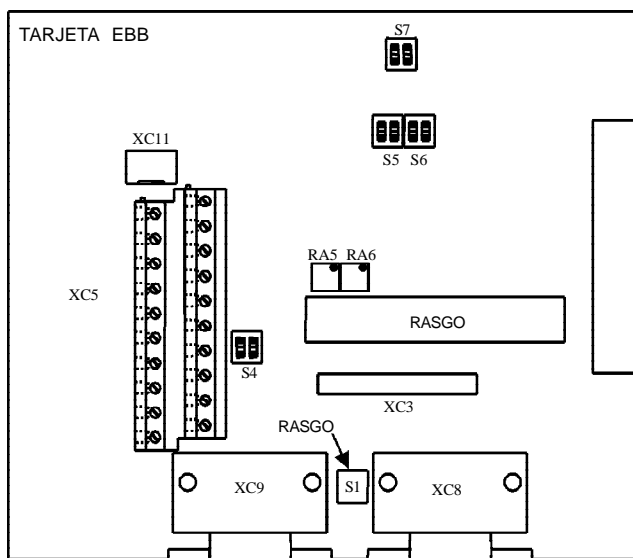 TARJETA EBB
S7
XC11
S5 S6
RA5 RA6
XC5
RASGO
S4
XC3
RASGO
S1
XC9
XC8